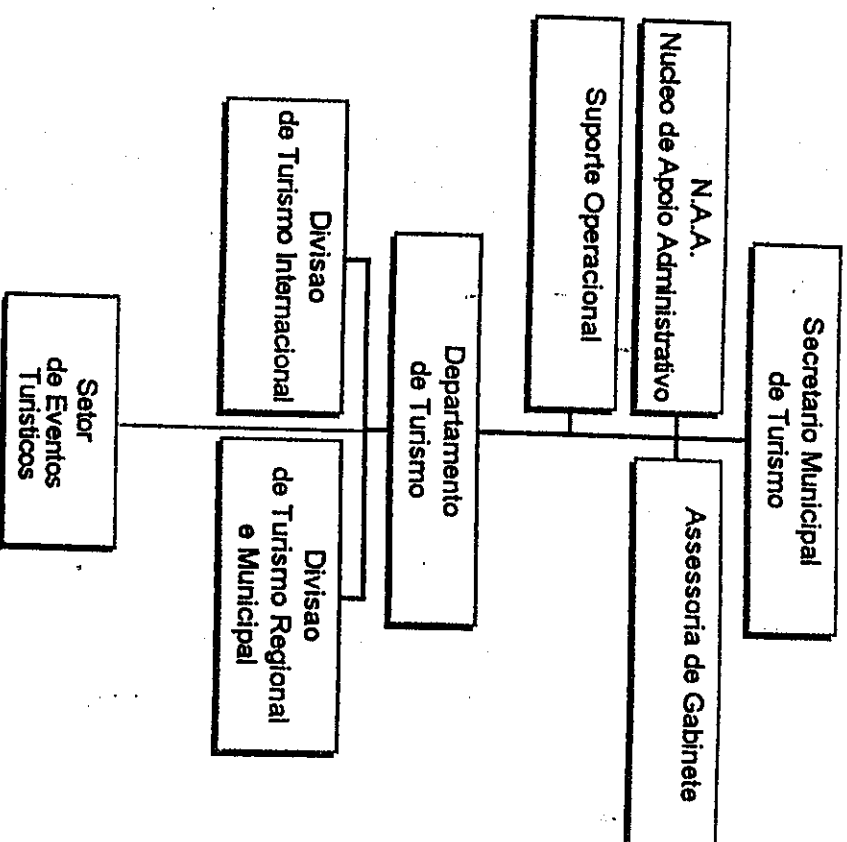 Secretario Municipal
de Turismo
N.A.A.
Nucleo de Apoio Administrativo
Assessoria de Gabinete
Suporte Operacional
Departamento
de Turismo
Divisao
de Turismo Internacional
Divisao
de Turismo Regional
e Municipal
Setor
de Eventos
Turisticos